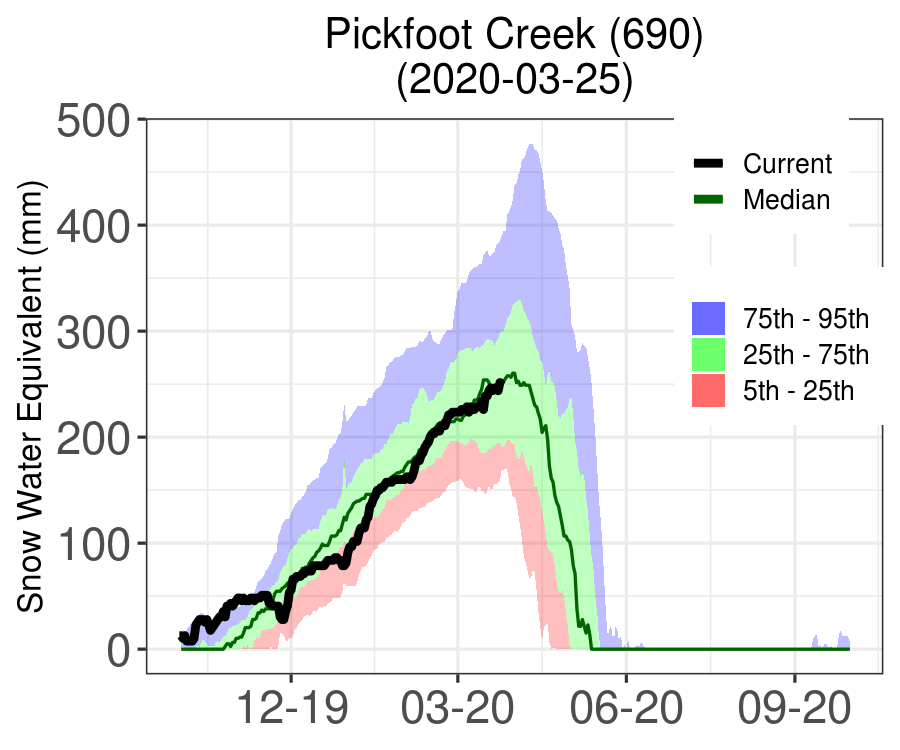 Pickfoot Creek (690)
(2020-03-25)
Snow Water Equivalent (mm)
500
400
300
200
100
0
12-19
03-20
06-20
09-20
Current
Median
75th - 95th
25th - 75th
5th - 25th